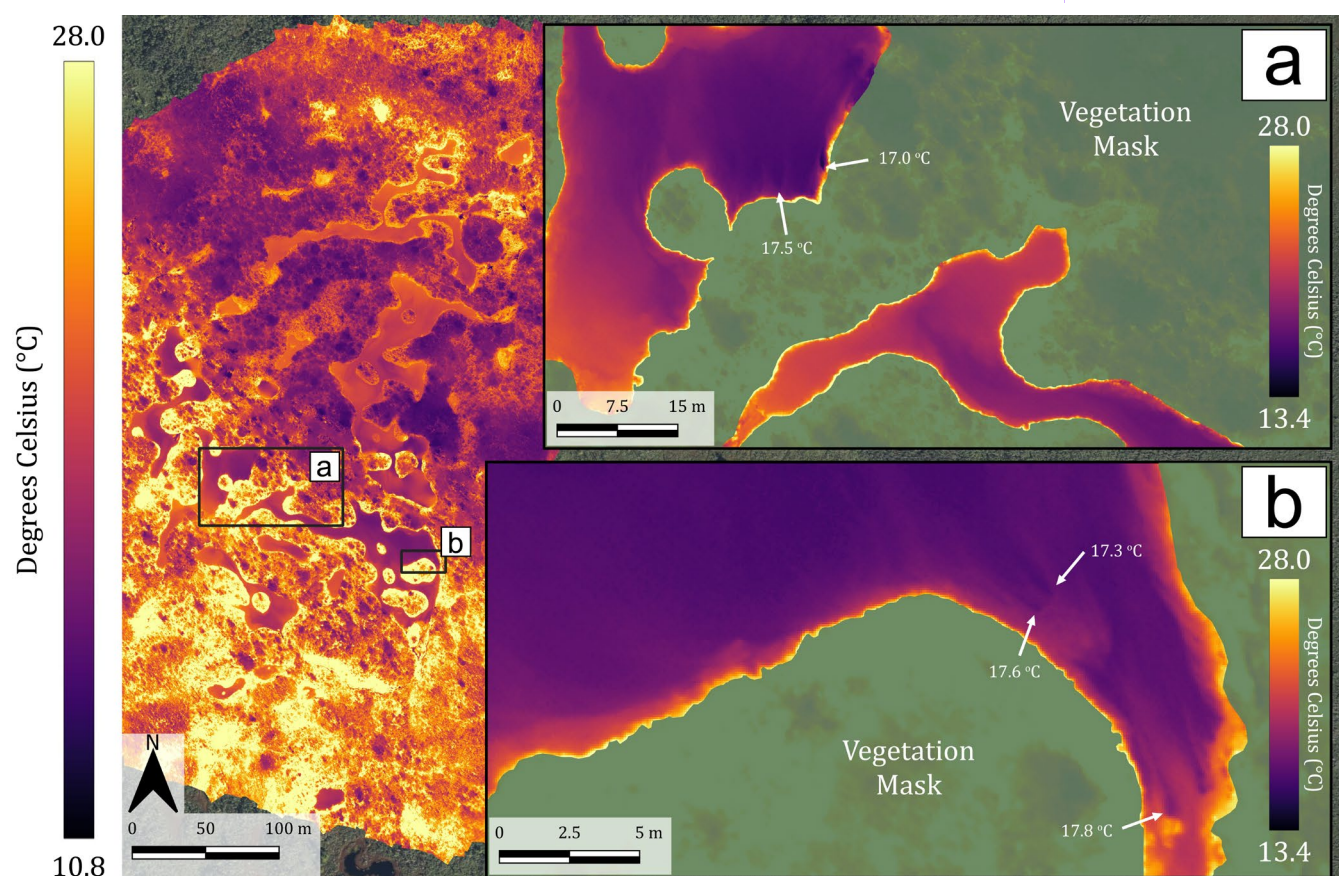 28.0
Degrees Celsius (°C)
10.8
a
b
N
0 50 100 m
a
Vegetation
Mask
28.0
Degrees Celsius (°C)
13.4
17.0 °C
17.5 °C
0 7.5 15 m
b
28.0
Degrees Celsius (°C)
13.4
17.3 °C
17.6 °C
Vegetation
Mask
17.8 °C
0 2.5 5 m